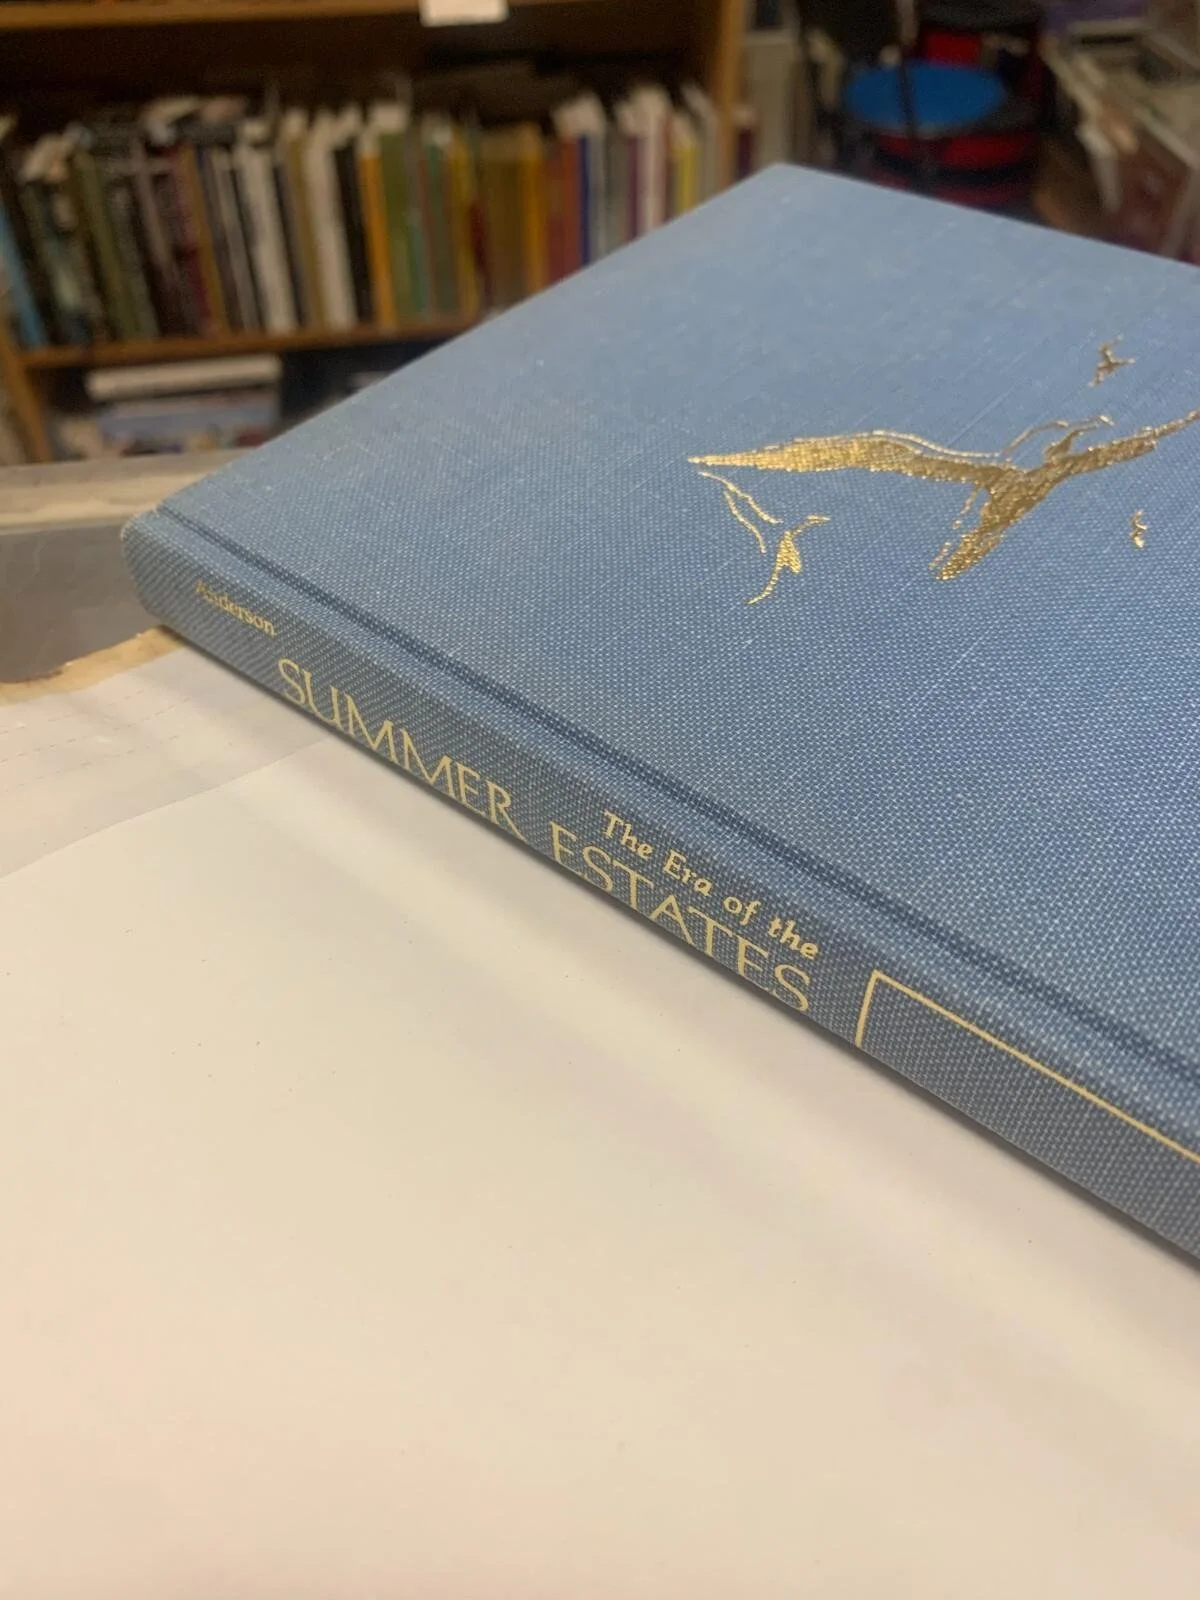 Anderson
The Era of the
SUMMER ESTATES